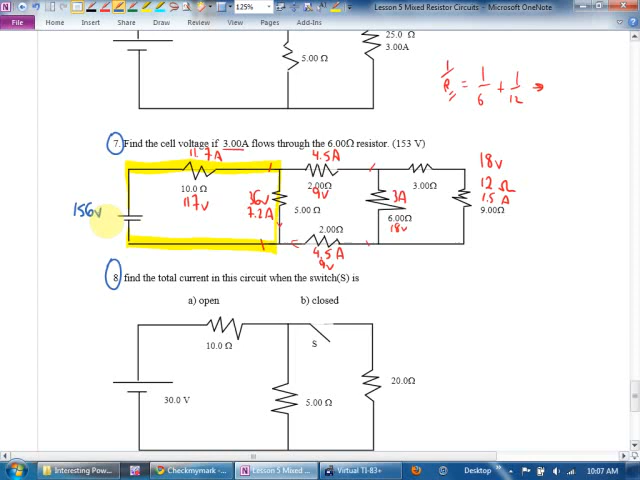 Lesson 5 Mixed Resistor Circuits - Microsoft OneNote
125%
File
Home
Insert
Share
Draw
Review
View
Add-Ins
25.0 Ω
5.00 Ω
3.00A
1/R = 1/6 + 1/12 →
7. Find the cell voltage if 3.00A flows through the 6.00Ω resistor. (153 V)
11.7A
4.5A
18v
10.0 Ω
2.00Ω
3.00Ω
12 Ω
156v
117v
36v
9v
3A
1.5 A
7.2A
5.00 Ω
6.00Ω
9.00Ω
2.00Ω
18v
4.5A
9v
8. find the total current in this circuit when the switch(S) is
a) open
b) closed
10.0 Ω
S
20.0Ω
30.0 V
5.00 Ω
Interesting Pow...
Checkmymark - ...
Lesson 5 Mixed ...
Virtual TI-83+
Desktop
10:07 AM